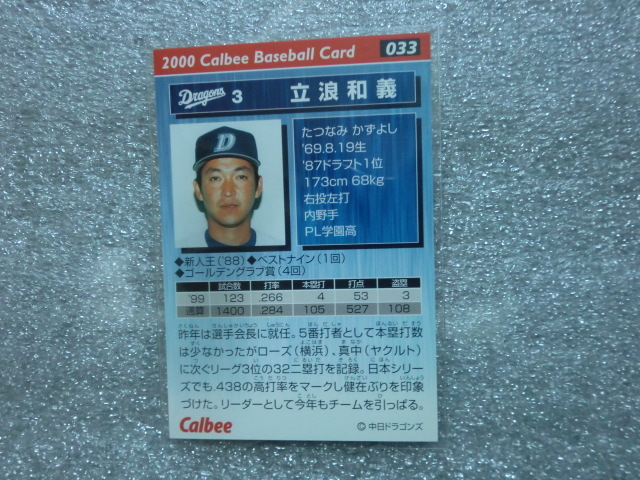 2000 Calbee Baseball Card 033
Dragons 3 立浪和義
たつなみ かずよし
'69.8.19生
'87ドラフト1位
173cm 68kg
右投左打
内野手
PL学園高
D
◆新人王('88)◆ベストナイン(1回)
◆ゴールデングラブ賞(4回)
試合数 打率 本塁打 打点 盗塁
'99 123 .266 4 53 3
通算 1400 .284 105 527 108
昨年は選手会長に就任。5番打者として本塁打数
は少なかったがローズ(横浜)、真中(ヤクルト)
に次ぐリーグ3位の32二塁打を記録。日本シリー
ズでも.438の高打率をマークし健在ぶりを印象
づけた。リーダーとして今年もチームを引っぱる。
Calbee
© 中日ドラゴンズ